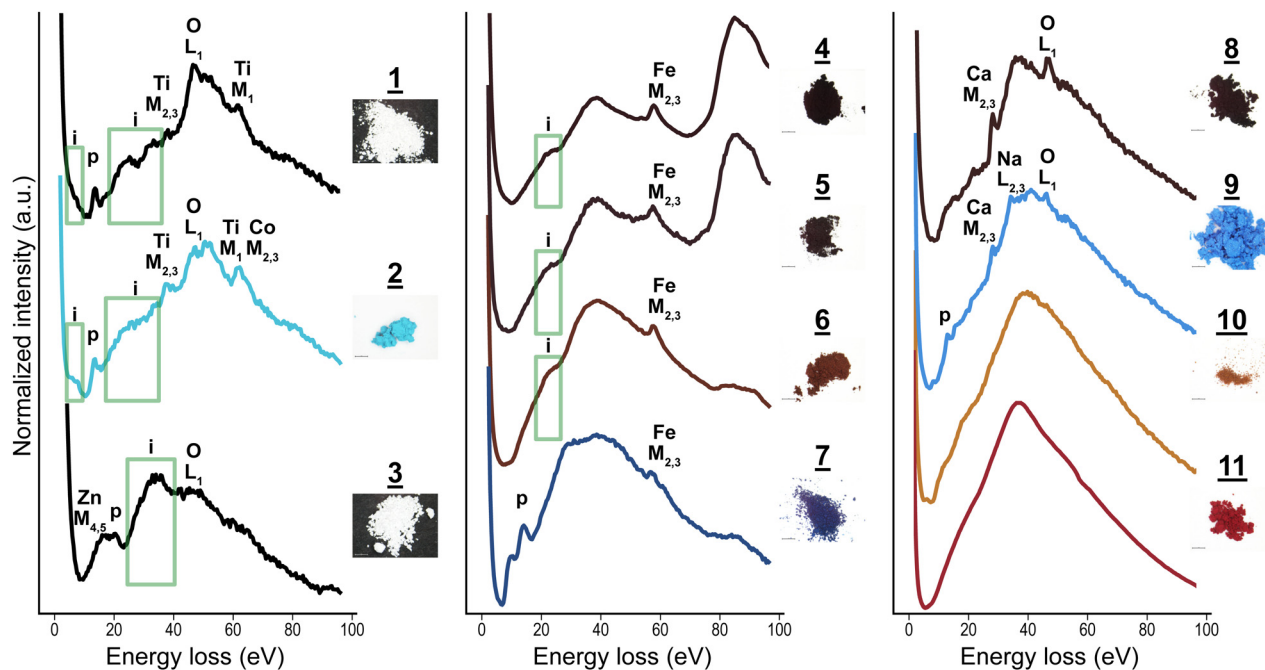 Normalized intensity (a.u.)
O
L1
Ti
M2,3
Ti
M1
i
i
p
1
O
L1
Ti
M2,3
Ti
M1
Co
M2,3
i
i
p
2
i
O
L1
Zn
M4,5
p
3
0 20 40 60 80 100
Energy loss (eV)
4
Fe
M2,3
i
5
Fe
M2,3
i
6
Fe
M2,3
i
7
Fe
M2,3
p
0 20 40 60 80 100
Energy loss (eV)
O
L1
Ca
M2,3
8
Na
L2,3
O
L1
Ca
M2,3
p
9
10
11
0 20 40 60 80 100
Energy loss (eV)